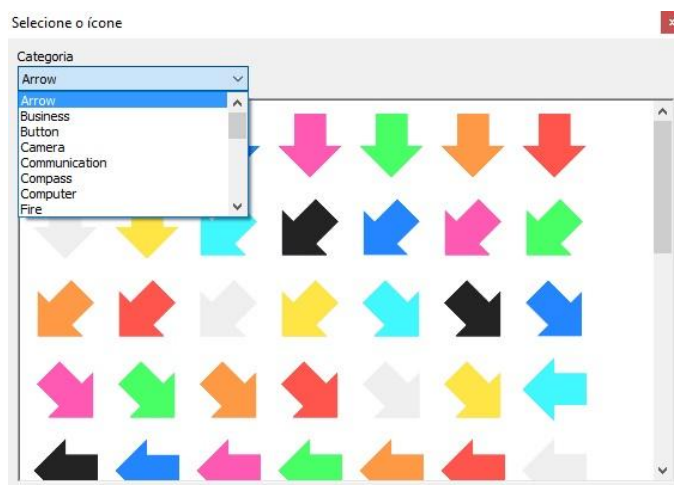 Selecione o ícone
Categoria
Arrow
Arrow
Business
Button
Camera
Communication
Compass
Computer
Fire